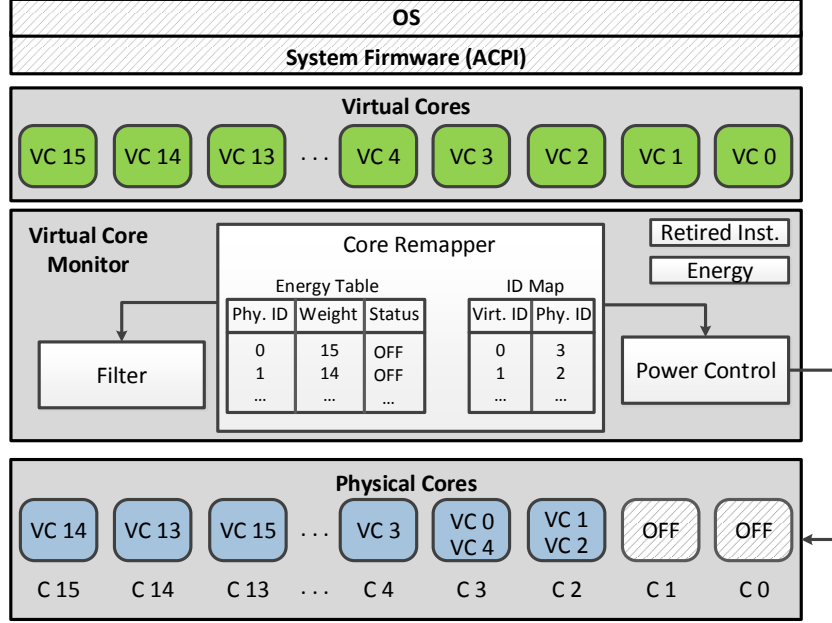 OS
System Firmware (ACPI)
Virtual Cores
VC 15 VC 14 VC 13 ... VC 4 VC 3 VC 2 VC 1 VC 0
Virtual Core
Monitor
Core Remapper
Retired Inst.
Energy
Energy Table
Phy. ID Weight Status
0 15 OFF
1 14 OFF
... ... ...
ID Map
Virt. ID Phy. ID
0 3
1 2
... ...
Filter
Power Control
Physical Cores
VC 14 VC 13 VC 15 ... VC 3 VC 0 VC 1 OFF OFF
VC 4 VC 2
C 15 C 14 C 13 ... C 4 C 3 C 2 C 1 C 0